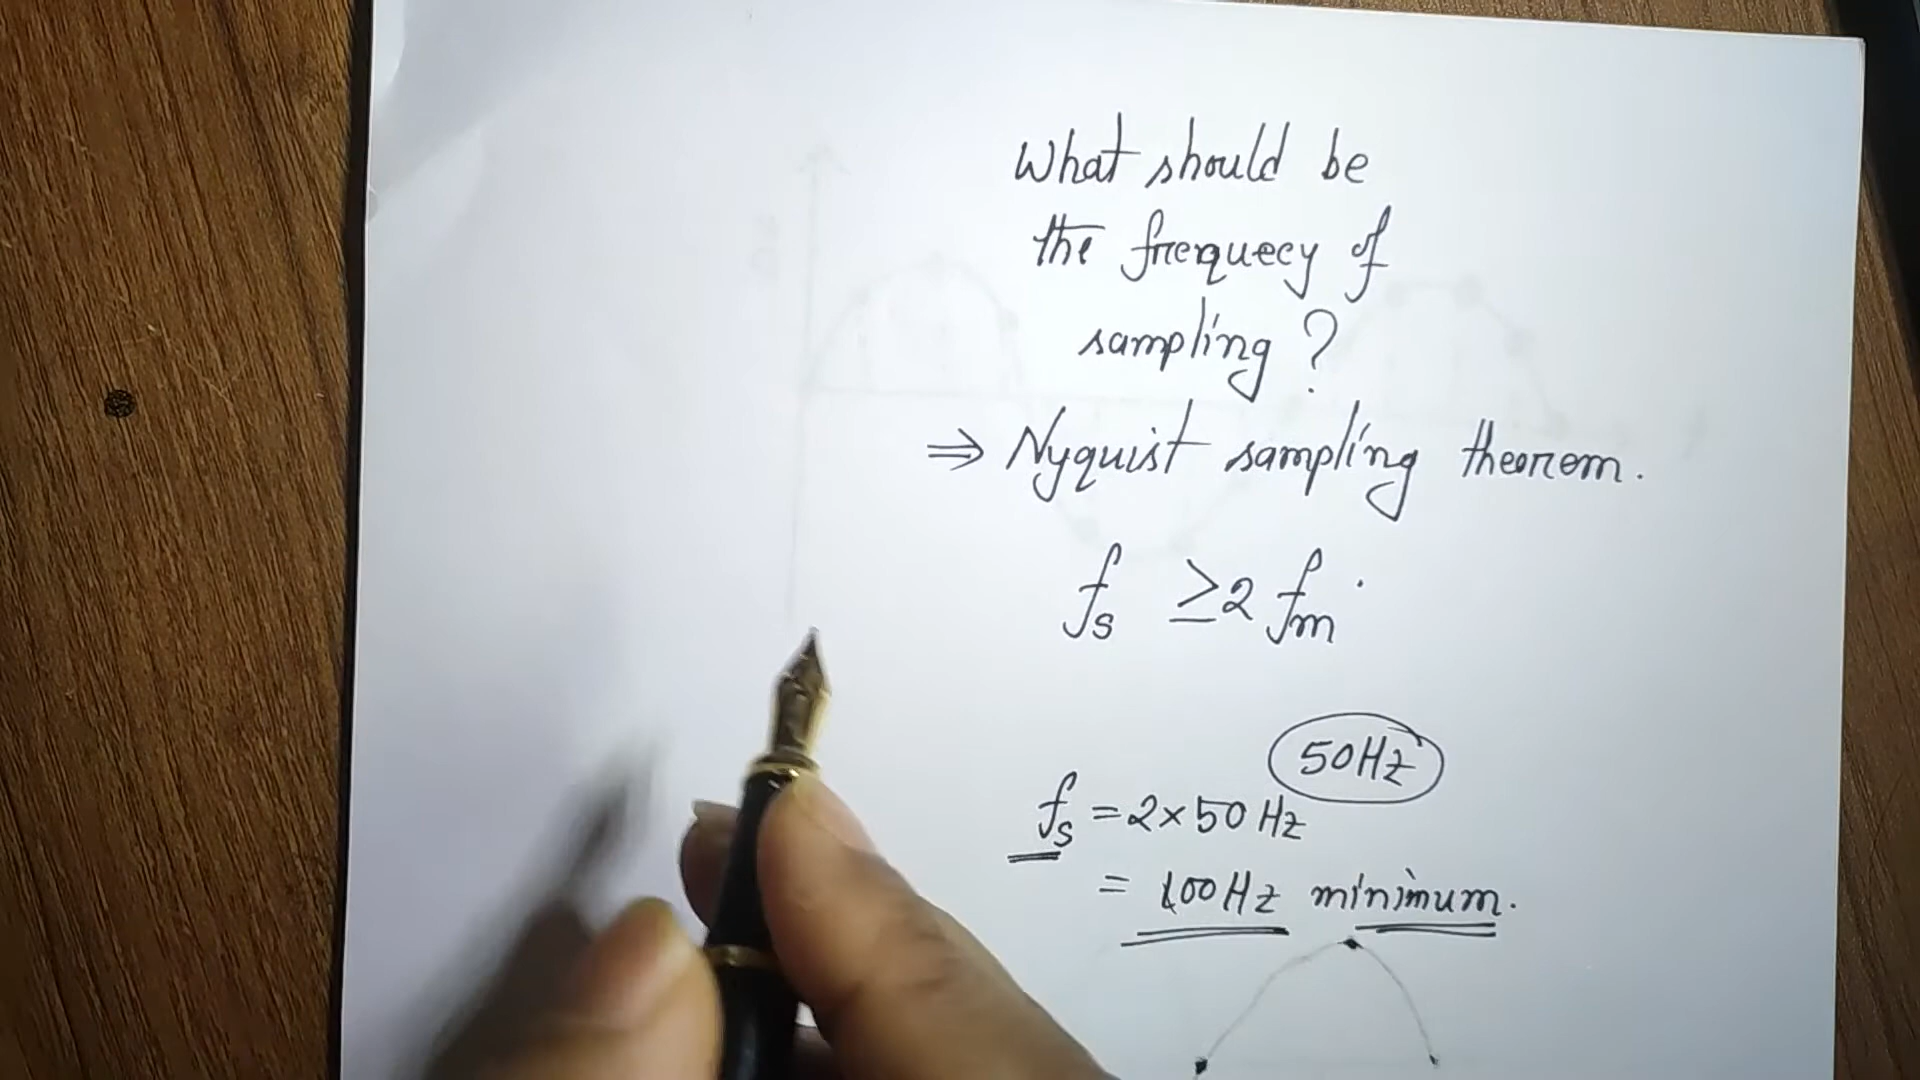 What should be
the frequecy of
sampling ?
⇒ Nyquist sampling theorem.
fs ≥2 fm
50Hz
fs = 2×50 Hz
= 100Hz minimum.